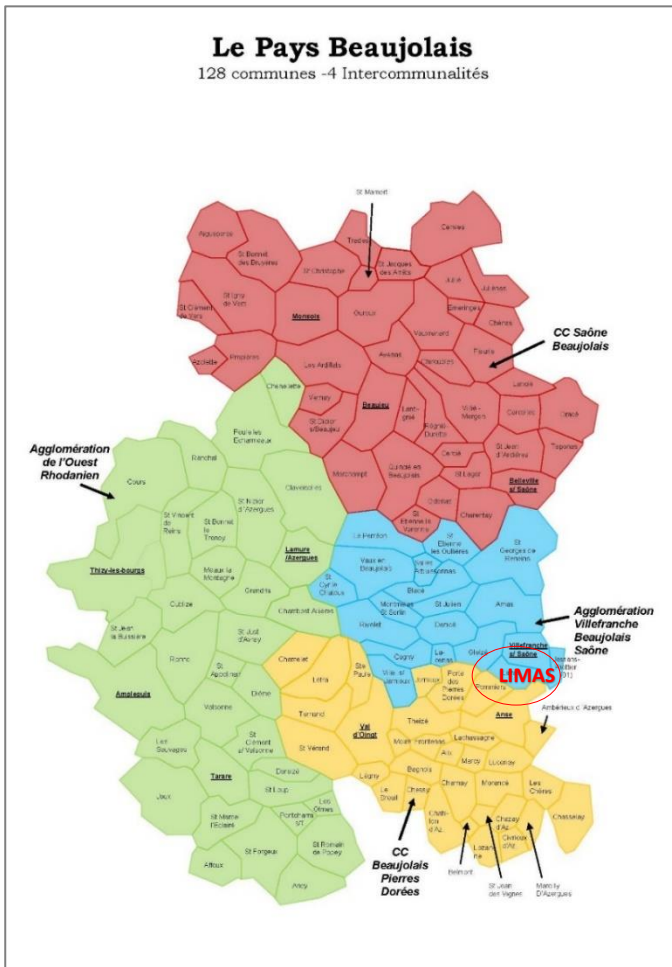 Le Pays Beaujolais
128 communes -4 Intercommunalités
St Mamert
Cenves
Aigueperse
Trades
St Bonnet
des Bruyères
St Jacques
des Arrêts
St Christophe
Jullié
Juliénas
St Igny
de Vers
St Clément
de Vers
Monsols
Ouroux
Emeringes
Chénas
Vauxrenard
CC Saône
Beaujolais
Avenas
Fleurie
Propières
Azolette
Les Ardillats
Chiroubles
Chenelette
Lancié
Vernay
Beaujeu
Lantignié
Villié -
Morgon
Corcelles
Dracé
St Didier
s/Beaujeu
Régnié
Durette
Poule les
Echarmeaux
St Jean
d'Ardières
Taponas
Cercié
Agglomération
de l'Ouest
Rhodanien
Ranchal
Marchampt
Quincié en
Beaujolais
St Lager
Belleville
s/ Saône
Cours
Claveisolles
St Nizier
d'Azergues
Odenas
Charentay
St Vincent
de Reins
St
Etienne la
Varenne
St Bonnet
le Troncy
Le Perréon
St
Etienne
les Oullières
St
Georges de
Reneins
Lamure
/Azergues
Vaux en
Beaujolais
Thizy-les-bourgs
Meaux la
Montagne
St
Cyr le
Chatoux
Blacé
Agglomération
Villefranche
Beaujolais
Saône
Grandris
Montmelas
St Sorlin
St Julien
Arnas
Cublize
Chambost Allières
Rivolet
Denicé
St Jean
la Bussière
St Just
d'Avray
Villefranche
s/ Saône
Chamelet
Ste
Paule
Cogny
Gleizé
Ronno
LIMAS
St
Appolinaire
Létra
Ville s/
Jarnioux
Jarnioux
Porte
des
Pierres
Dorées
Pommiers
Amplepuis
Dième
Ambérieux d' Azergues
Valsonne
Ternand
Val
d'Oingt
Theizé
Anse
St
Clément
s/ Valsonne
Lachassagne
Les
Sauvages
St Vérand
Moiré
Frontenas
Alix
Marcy
Lucenay
Tarare
Dareizé
Légny
Bagnols
Les
Chères
Charnay
Morancé
Joux
St Loup
Le
Breuil
Chessy
Chasselay
Les
Olmes
Châtil-
lon d'Az.
Chazay
d'Az.
St Marcel
l'Eclairé
Civrieux
d'Az.
St Romain
de Popey
CC
Beaujolais
Pierres
Dorées
Affoux
St Forgeux
Belmont
St Jean
des Vignes
Marcilly
D'Azergues
Ancy